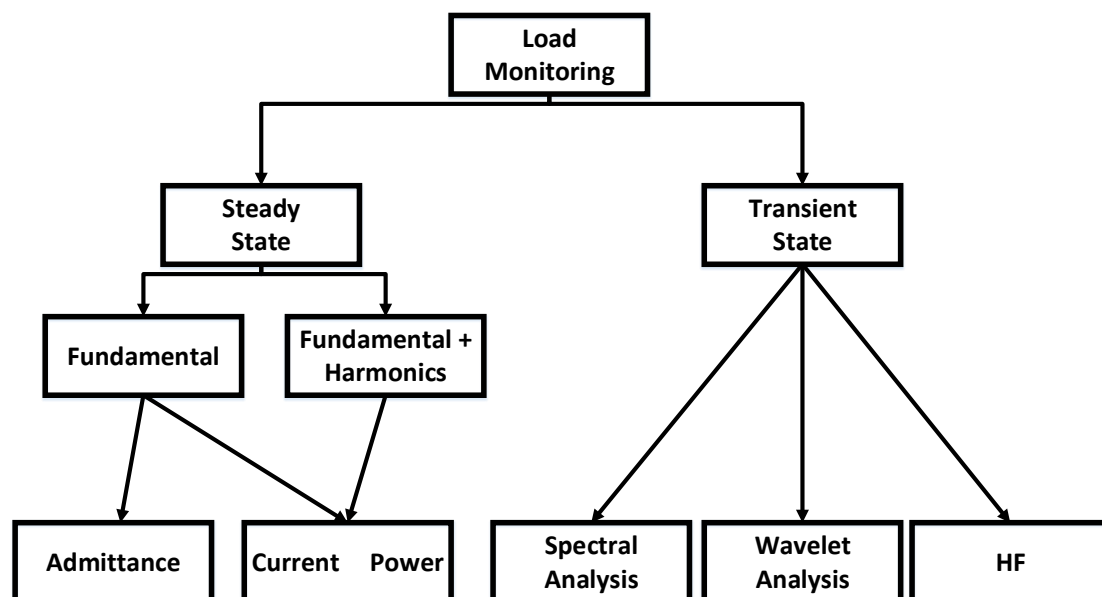 Load
Monitoring
Steady
State
Transient
State
Fundamental
Fundamental +
Harmonics
Admittance
Current Power
Spectral
Analysis
Wavelet
Analysis
HF